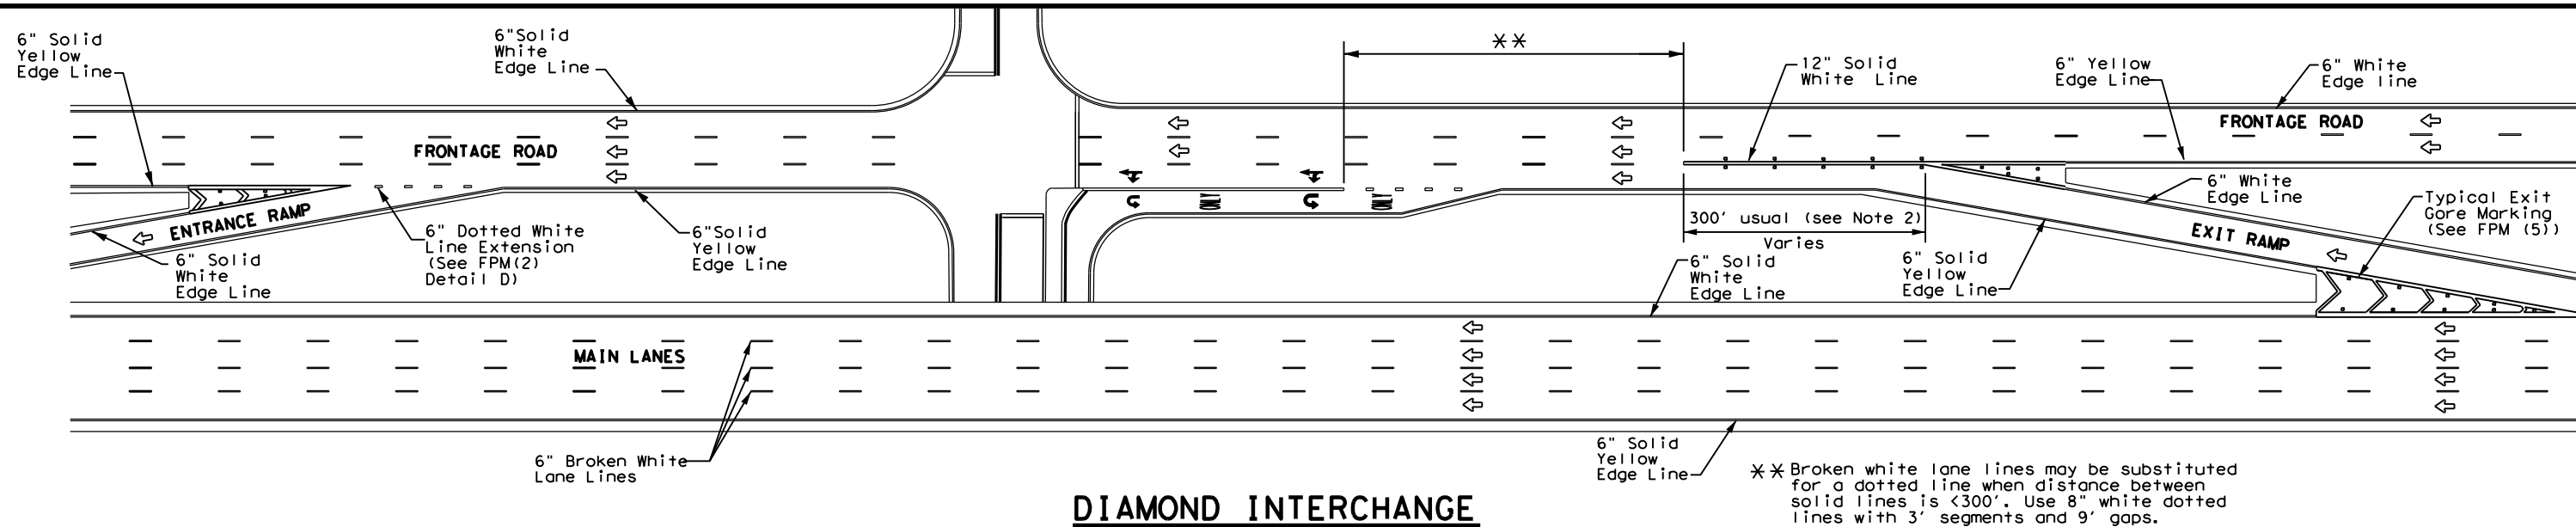 6" Solid
Yellow
Edge Line
6"Solid
White
Edge Line
**
12" Solid
White Line
6" Yellow
Edge Line
6" White
Edge line
FRONTAGE ROAD
FRONTAGE ROAD
ENTRANCE RAMP
6" Solid
White
Edge Line
6" Dotted White
Line Extension
(See FPM(2)
Detail D)
6"Solid
Yellow
Edge Line
ONLY
ONLY
300' usual (see Note 2)
Varies
6" Solid
White
Edge Line
6" Solid
Yellow
Edge Line
6" White
Edge Line
EXIT RAMP
Typical Exit
Gore Marking
(See FPM (5))
MAIN LANES
6" Broken White
Lane Lines
6" Solid
Yellow
Edge Line
** Broken white lane lines may be substituted
for a dotted line when distance between
solid lines is <300'. Use 8" white dotted
lines with 3' segments and 9' gaps.
DIAMOND INTERCHANGE